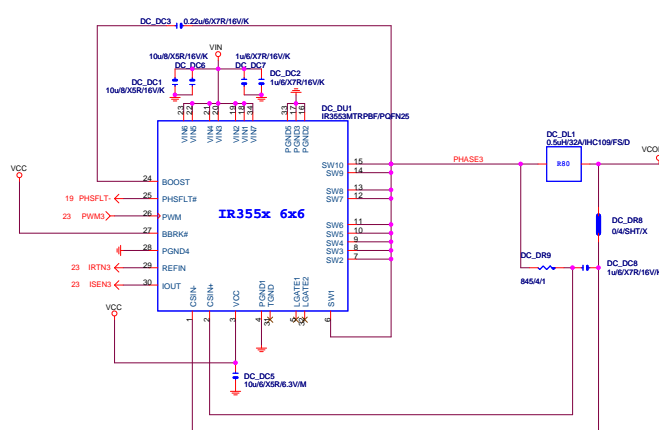 DC_DC3
0.22u/6/X7R/16V/K
VIN
10u/8/X5R/16V/K
DC_DC6
1u/6/X7R/16V/K
DC_DC7
DC_DC1
10u/8/X5R/16V/K
DC_DC2
1u/6/X7R/16V/K
DC_DU1
IR3553MTRPBF/PQFN25
23 22 21 20 19 18 34 33 17 16
VIN6 VIN5 VIN4 VIN3 VIN2 VIN1 VIN7 PGND5 PGND3 PGND2
DC_DL1
0.5uH/32A/IHC109/FS/D
R80
PHASE3
SW10 15
SW9 14
SW8 13
SW7 12
SW6 11
SW5 10
SW4 9
SW3 8
SW2 7
VCC
24 BOOST
19 PHSFLT- 25 PHSFLT#
23 PWM3 26 PWM
27 BBRK#
28 PGND4
23 IRTN3 29 REFIN
23 ISEN3 30 IOUT
IR355x 6x6
DC_DR8
0/4/SHT/X
DC_DR9
845/4/1
DC_DC8
1u/6/X7R/16V/K
CSIN- CSIN+ VCC PGND1 TGND LGATE1 LGATE2 SW1
1 2 3 4 31 5 32 6
VCC
DC_DC5
10u/6/X5R/6.3V/M